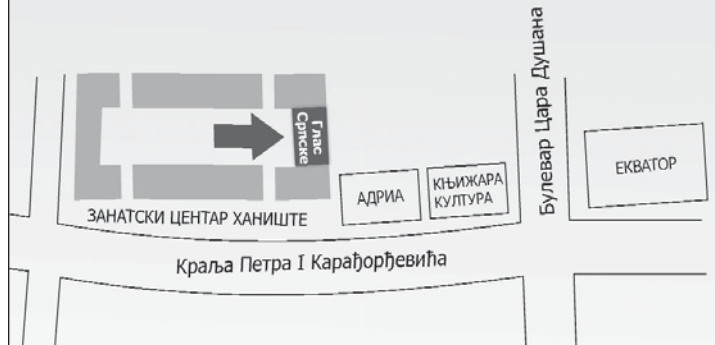 Булевар Цара Душана
Глас
Српске
ЕКВАТОР
АДРИА
КЊИЖАРА
КУЛТУРА
ЗАНАТСКИ ЦЕНТАР ХАНИШТЕ
Краља Петра I Карађорђевића